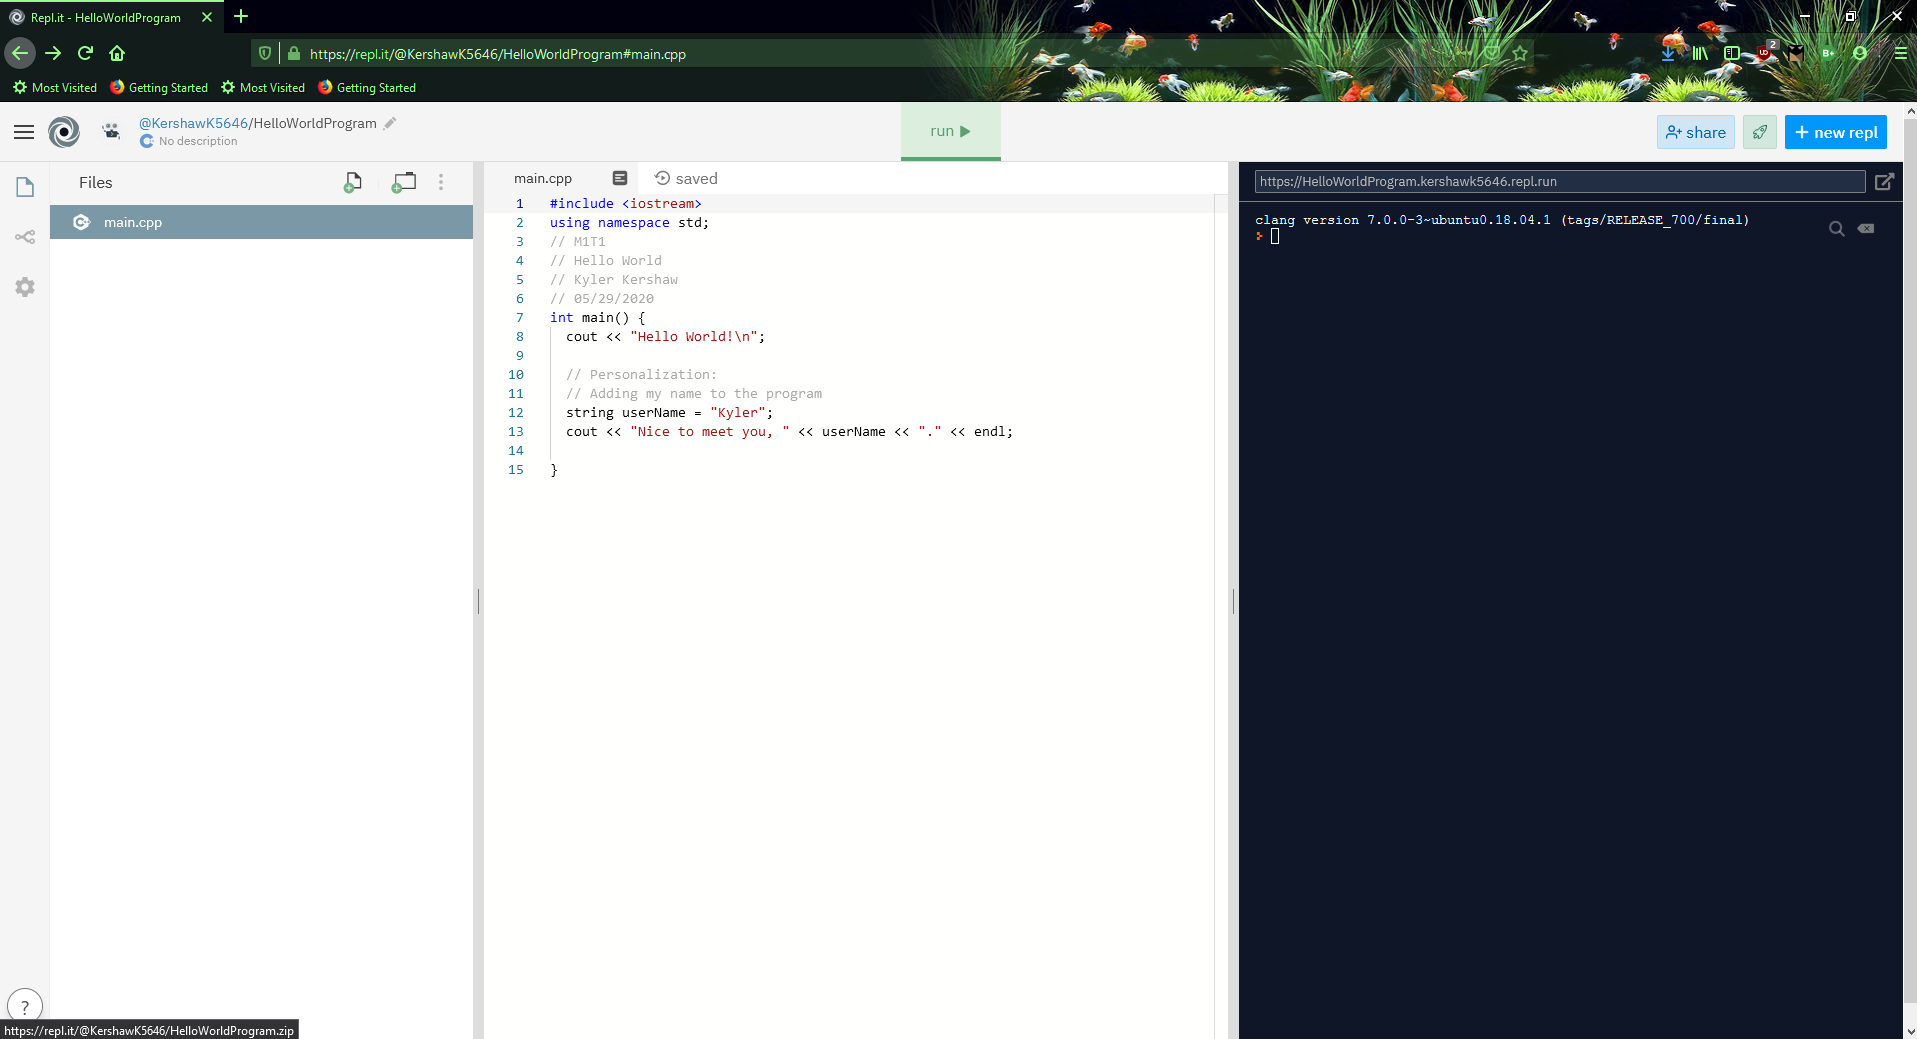 Repl.it - HelloWorldProgram
https://repl.it/@KershawK5646/HelloWorldProgram#main.cpp
2
B+
Most Visited Getting Started Most Visited Getting Started
@KershawK5646/HelloWorldProgram
No description
run
share
new repl
Files
main.cpp
main.cpp
saved
1 #include <iostream>
2 using namespace std;
3 // M1T1
4 // Hello World
5 // Kyler Kershaw
6 // 05/29/2020
7 int main() {
8 cout << "Hello World!\n";
9
10 // Personalization:
11 // Adding my name to the program
12 string userName = "Kyler";
13 cout << "Nice to meet you, " << userName << "." << endl;
14
15 }
https://HelloWorldProgram.kershawk5646.repl.run
clang version 7.0.0-3~ubuntu0.18.04.1 (tags/RELEASE_700/final)
?
https://repl.it/@KershawK5646/HelloWorldProgram.zip